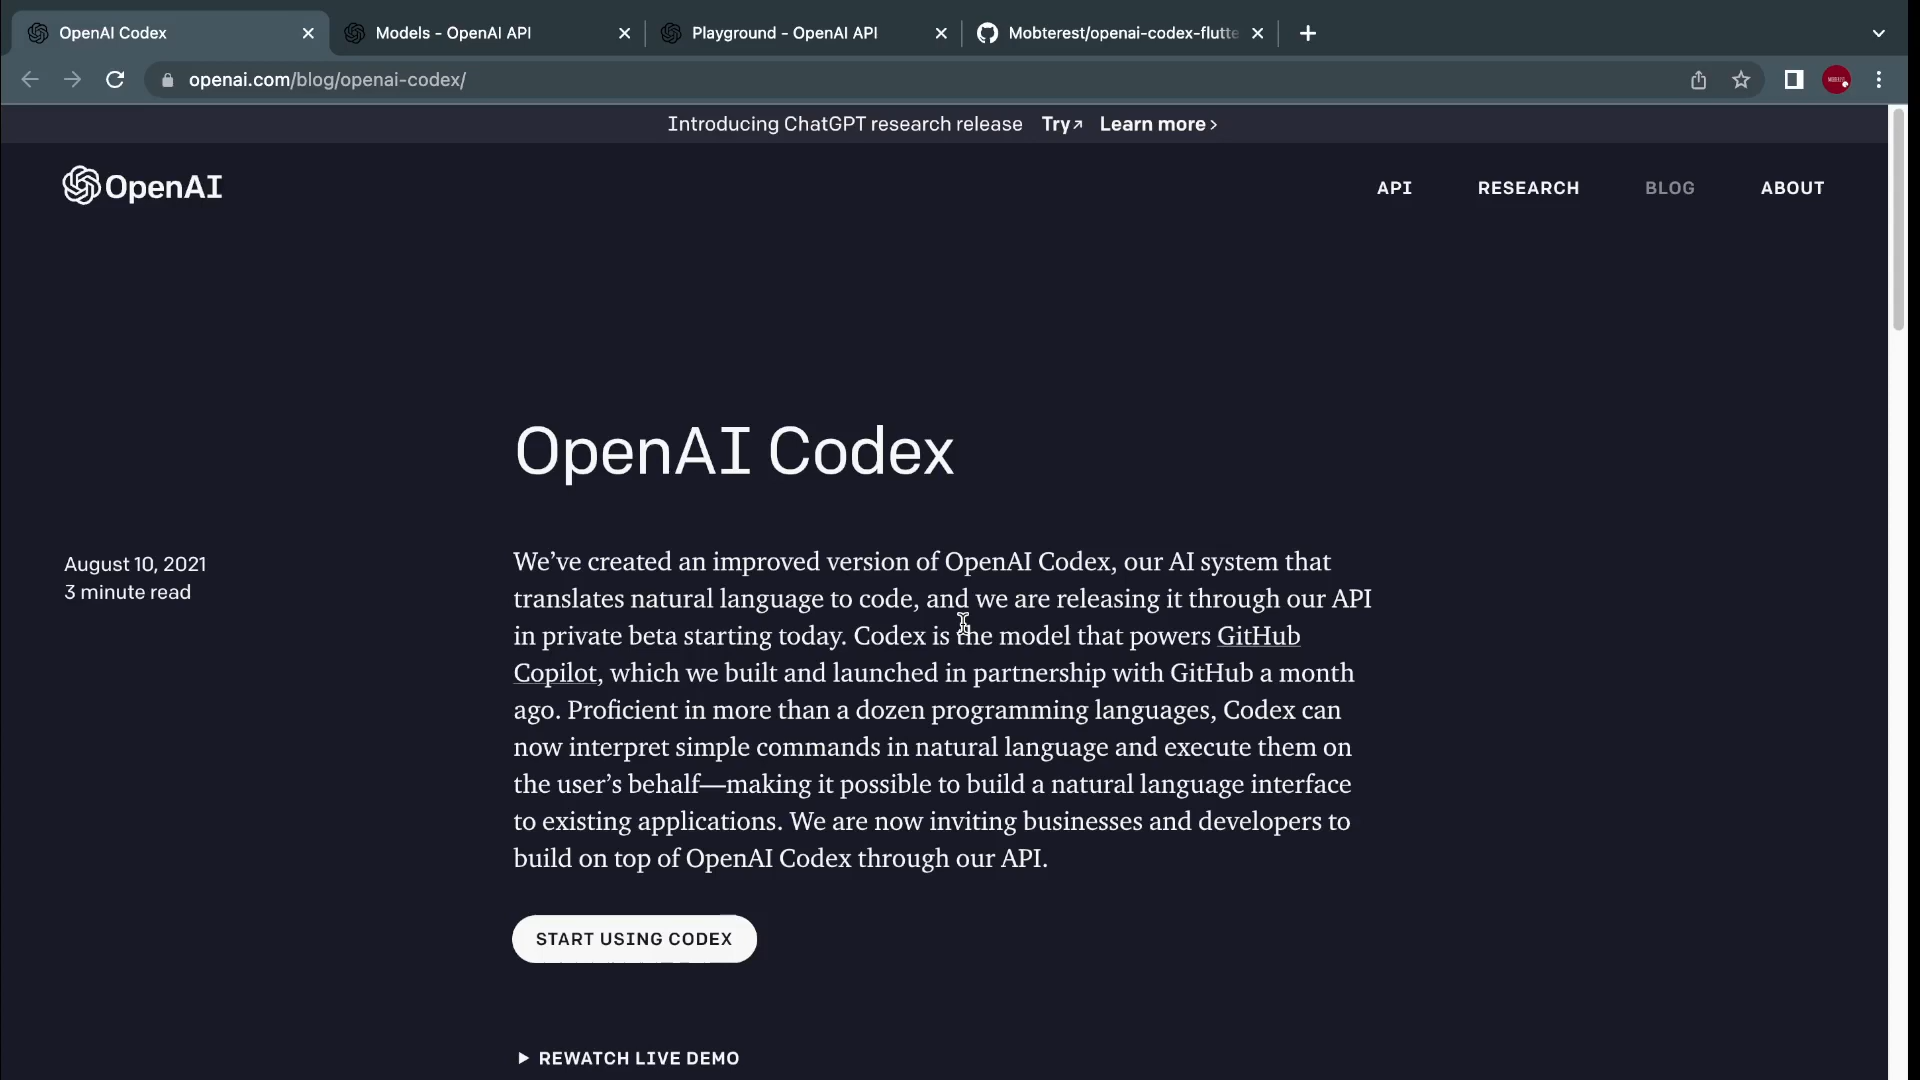 OpenAI Codex
Models - OpenAI API
Playground - OpenAI API
Mobterest/openai-codex-flutte
openai.com/blog/openai-codex/
Introducing ChatGPT research release Try↗ Learn more ›
OpenAI
API
RESEARCH
BLOG
ABOUT
OpenAI Codex
August 10, 2021
3 minute read
We’ve created an improved version of OpenAI Codex, our AI system that
translates natural language to code, and we are releasing it through our API
in private beta starting today. Codex is the model that powers GitHub
Copilot, which we built and launched in partnership with GitHub a month
ago. Proficient in more than a dozen programming languages, Codex can
now interpret simple commands in natural language and execute them on
the user’s behalf—making it possible to build a natural language interface
to existing applications. We are now inviting businesses and developers to
build on top of OpenAI Codex through our API.
START USING CODEX
REWATCH LIVE DEMO